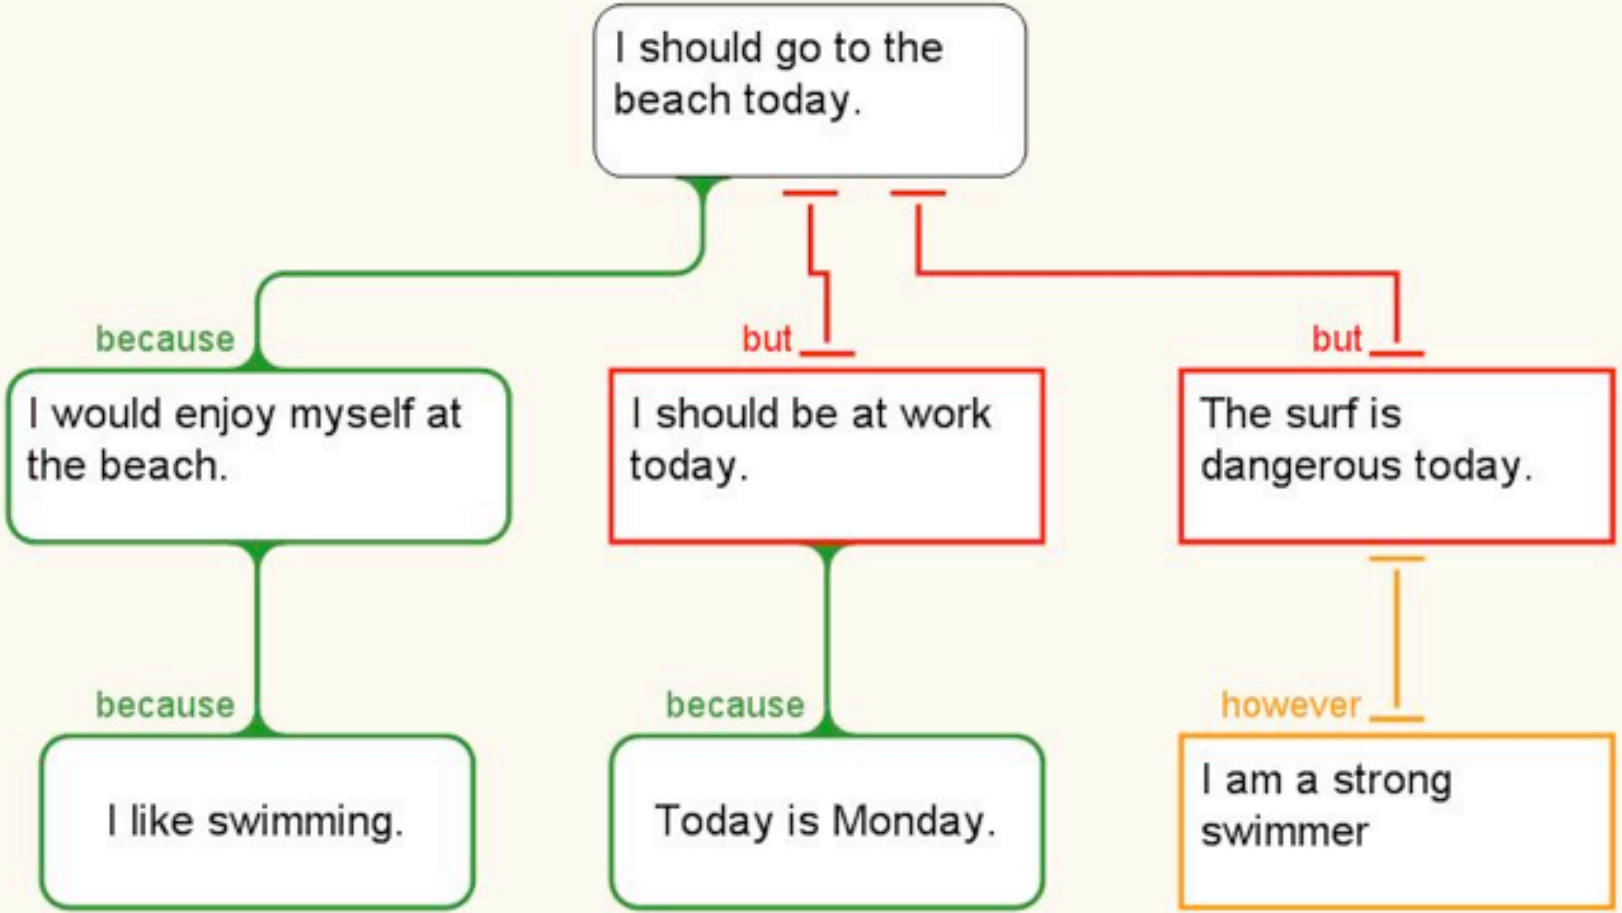 I should go to the
beach today.
because
but
but
I would enjoy myself at
the beach.
I should be at work
today.
The surf is
dangerous today.
because
because
however
I like swimming.
Today is Monday.
I am a strong
swimmer